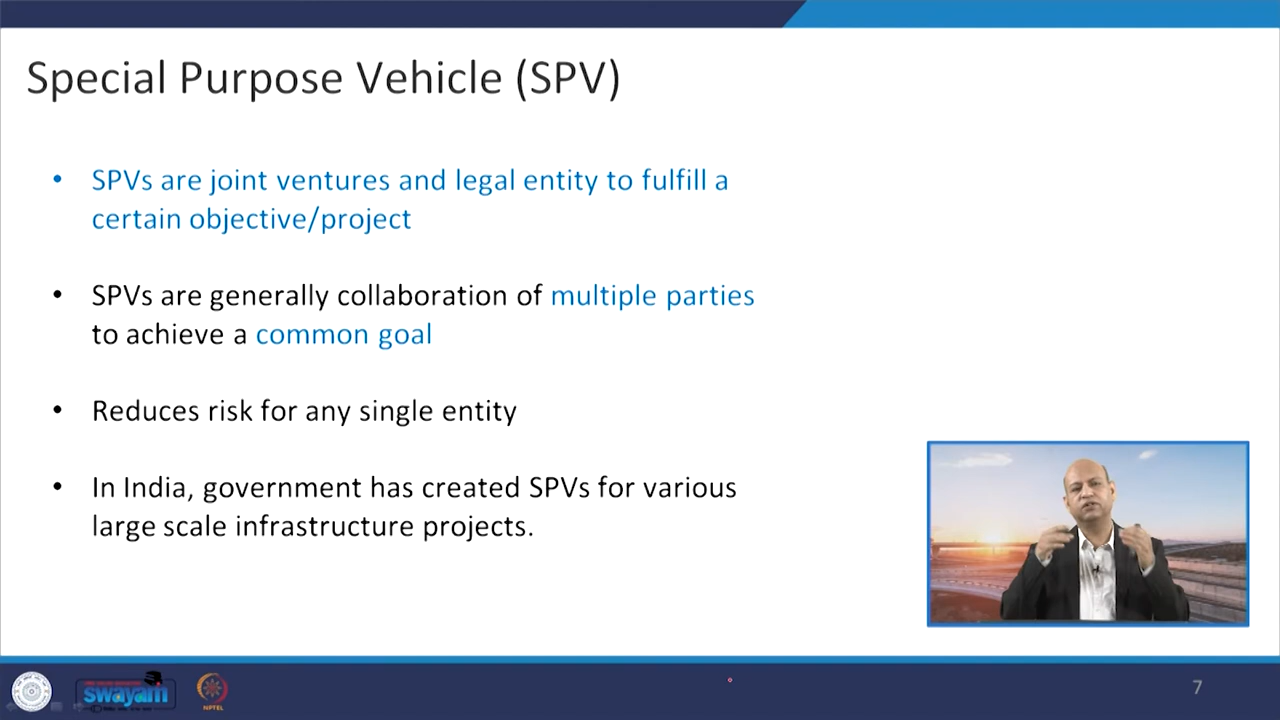 Special Purpose Vehicle (SPV)
• SPVs are joint ventures and legal entity to fulfill a
certain objective/project
• SPVs are generally collaboration of multiple parties
to achieve a common goal
• Reduces risk for any single entity
• In India, government has created SPVs for various
large scale infrastructure projects.
swayam
NPTEL
7